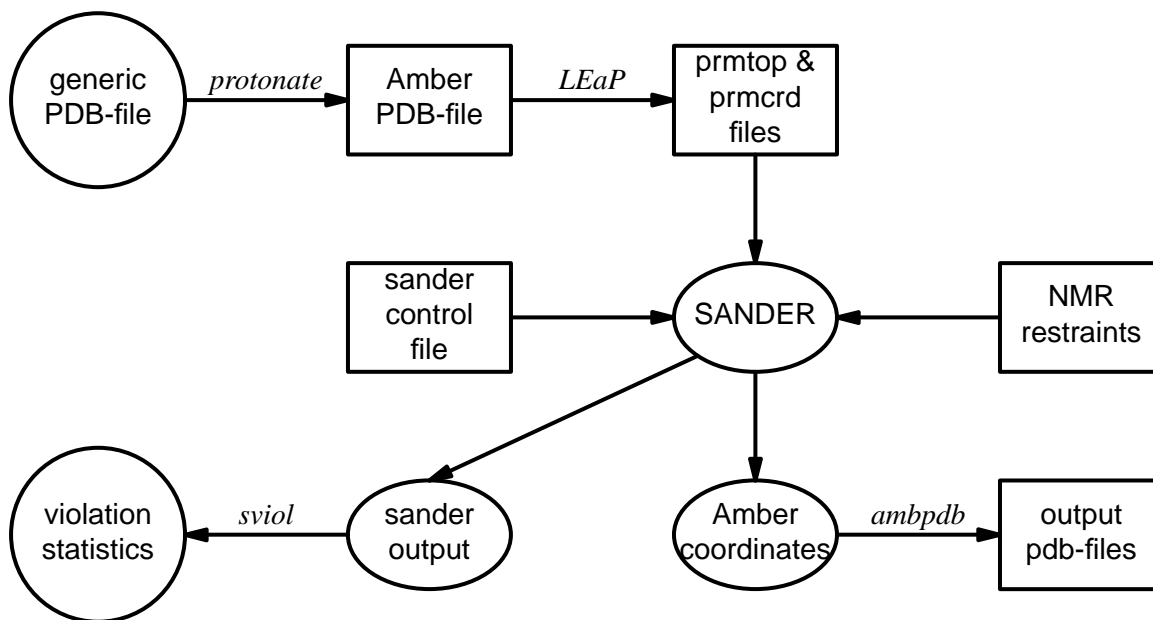 generic
PDB-file
protonate
Amber
PDB-file
LEaP
prmtop &
prmcrd
files
sander
control
file
SANDER
NMR
restraints
violation
statistics
sviol
sander
output
Amber
coordinates
ambpdb
output
pdb-files